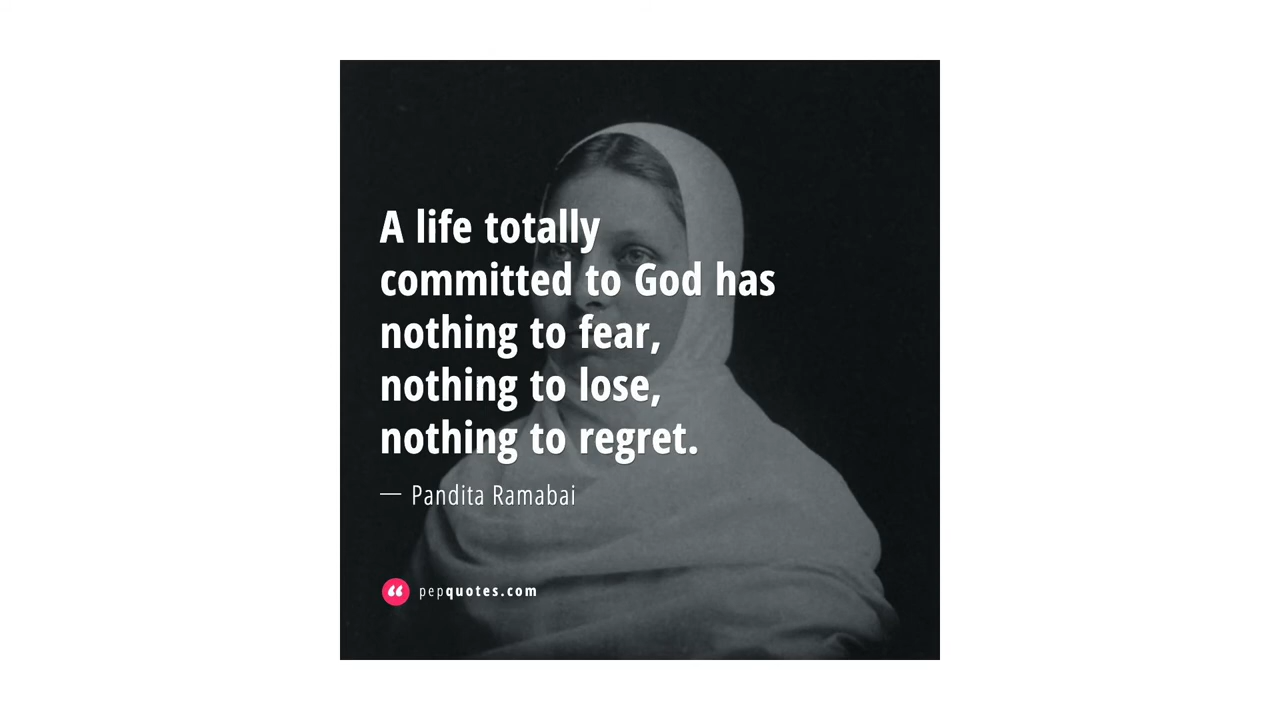 A life totally
committed to God has
nothing to fear,
nothing to lose,
nothing to regret.
— Pandita Ramabai
pepquotes.com